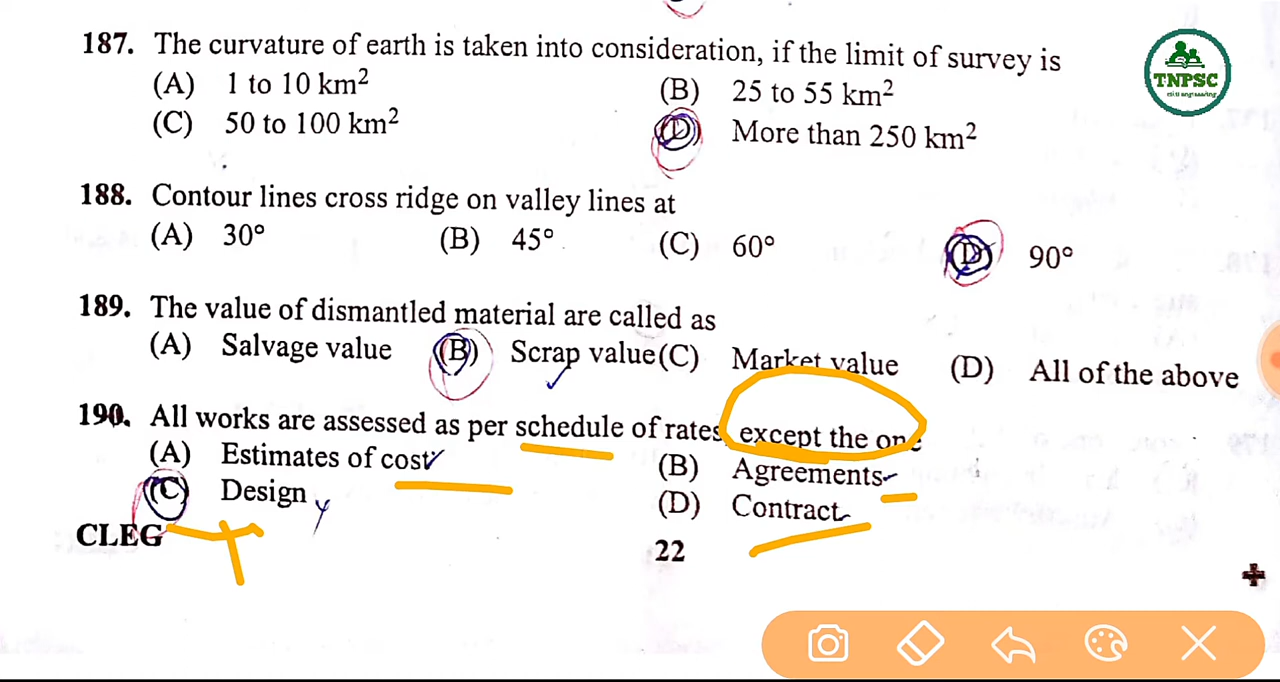 187. The curvature of earth is taken into consideration, if the limit of survey is
(A) 1 to 10 km² (B) 25 to 55 km²
(C) 50 to 100 km² (D) More than 250 km²
TNPSC
188. Contour lines cross ridge on valley lines at
(A) 30° (B) 45° (C) 60° (D) 90°
189. The value of dismantled material are called as
(A) Salvage value (B) Scrap value (C) Market value (D) All of the above
190. All works are assessed as per schedule of rates except the one
(A) Estimates of cost (B) Agreements
(C) Design (D) Contract
CLEG 22